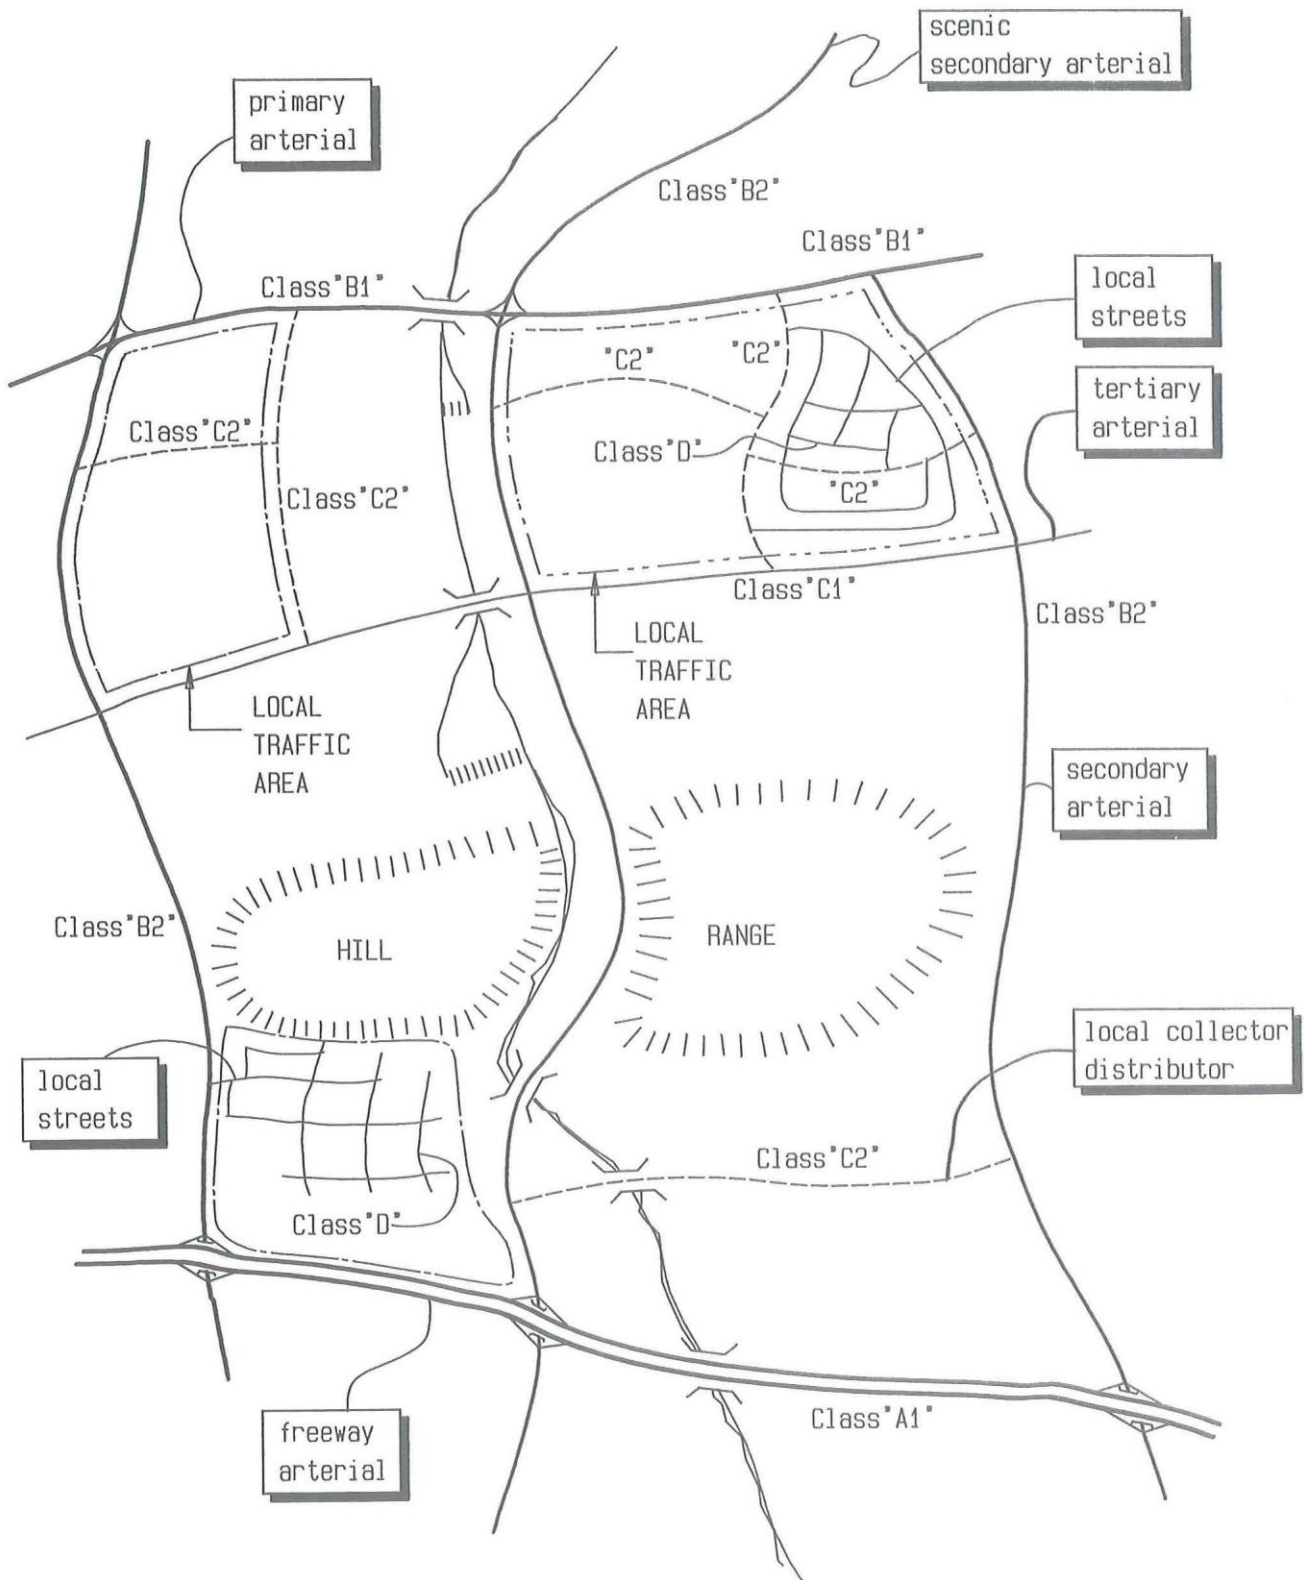 scenic
secondary arterial
primary
arterial
Class"B2"
Class"B1"
Class"B1"
local
streets
"C2"
"C2"
tertiary
arterial
Class"C2"
Class"D"
Class"C2"
"C2"
Class"C1"
Class"B2"
LOCAL
TRAFFIC
AREA
LOCAL
TRAFFIC
AREA
secondary
arterial
Class"B2"
HILL
RANGE
local collector
distributor
local
streets
Class"C2"
Class"D"
Class"A1"
freeway
arterial